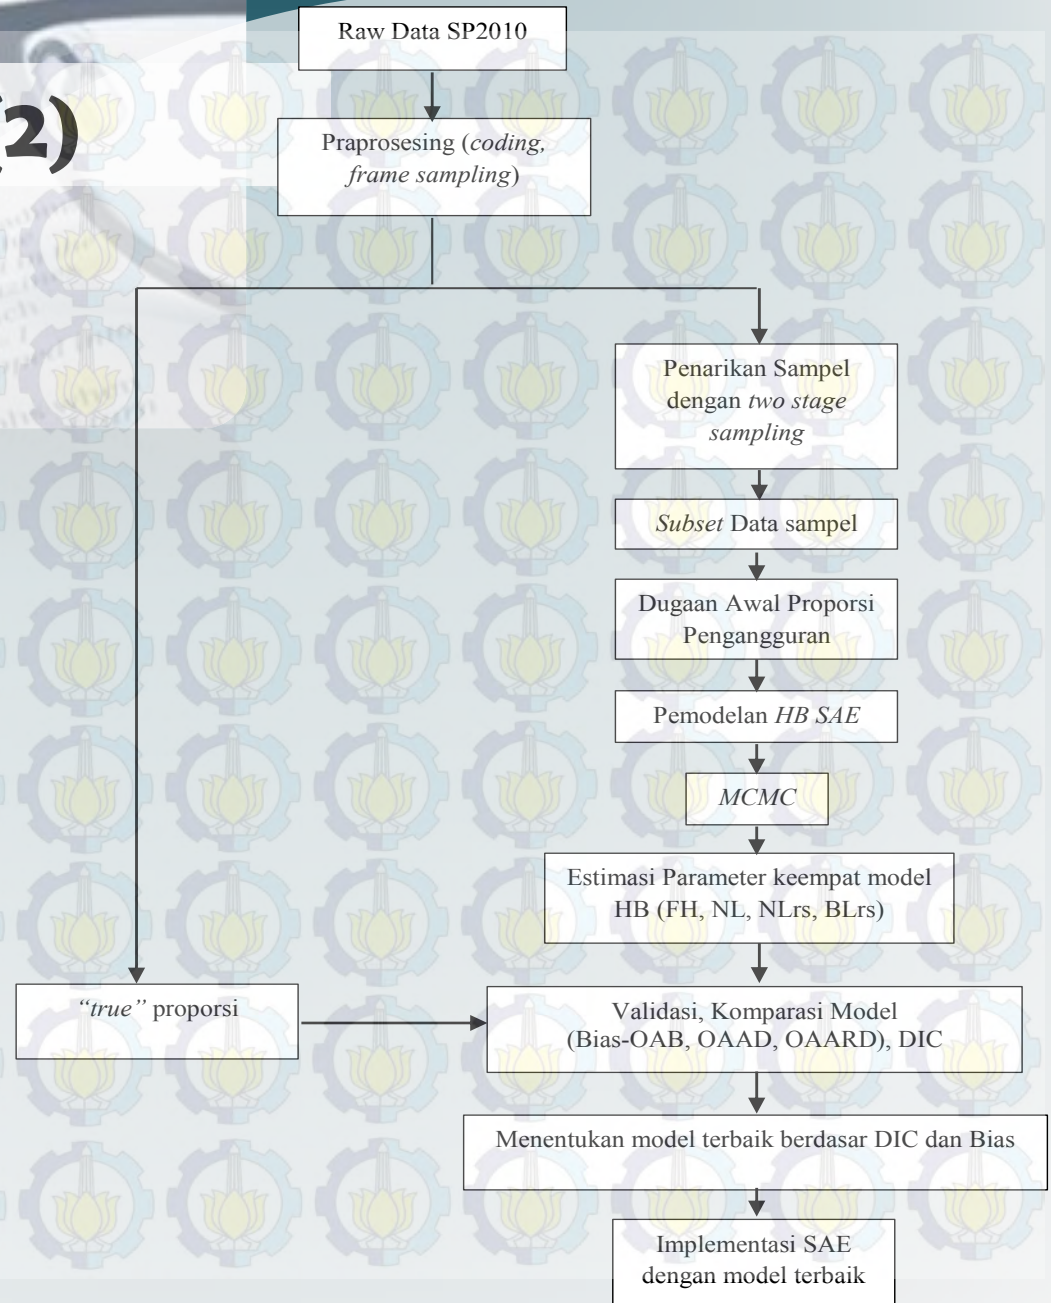 (2)
Raw Data SP2010
Praprosesing (coding,
frame sampling)
Penarikan Sampel
dengan two stage
sampling
Subset Data sampel
Dugaan Awal Proporsi
Pengangguran
Pemodelan HB SAE
MCMC
Estimasi Parameter keempat model
HB (FH, NL, NLrs, BLrs)
“true” proporsi
Validasi, Komparasi Model
(Bias-OAB, OAAD, OAARD), DIC
Menentukan model terbaik berdasar DIC dan Bias
Implementasi SAE
dengan model terbaik